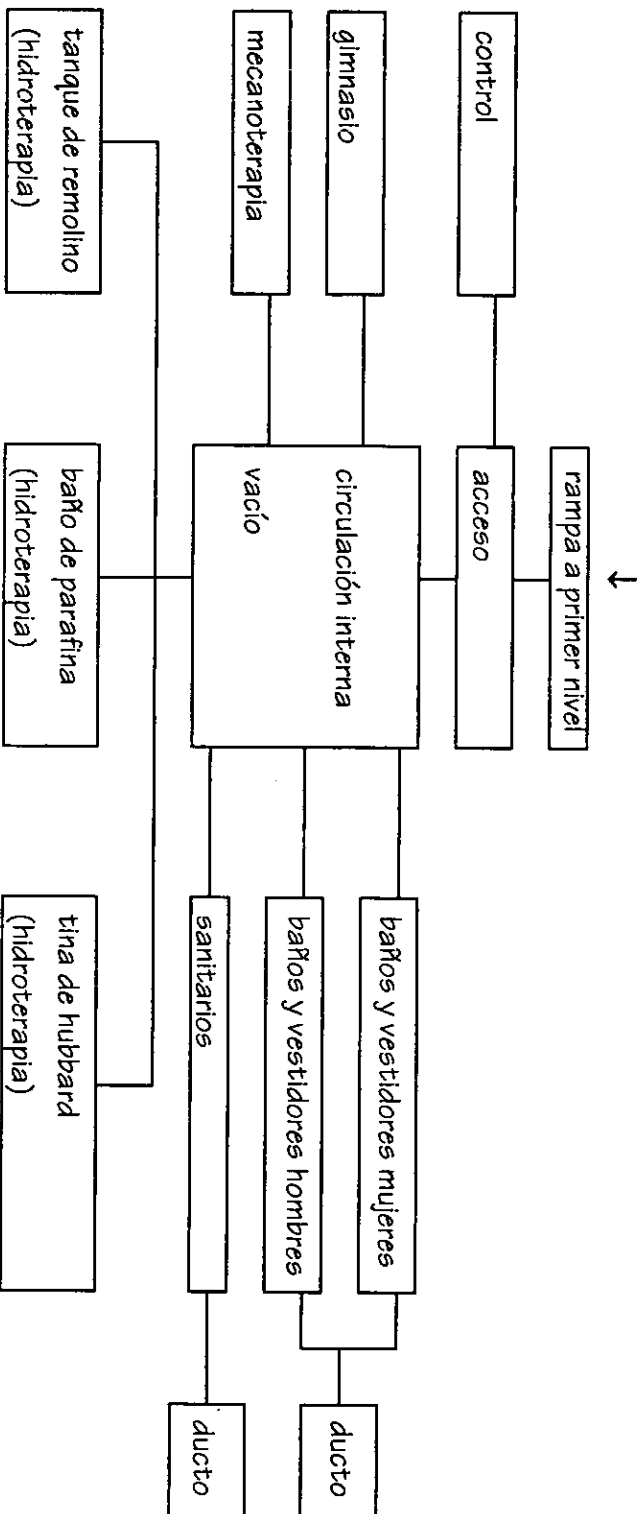 rampa a primer nivel
control
acceso
gimnasio
circulación interna
baños y vestidores mujeres
mecanoterapia
vacío
baños y vestidores hombres
ducto
sanitarios
ducto
tanque de remolino
(hidroterapia)
baño de parafina
(hidroterapia)
tina de hubbard
(hidroterapia)